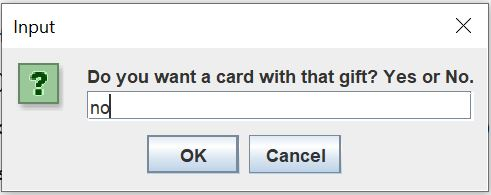 Input
Do you want a card with that gift? Yes or No.
no
OK Cancel